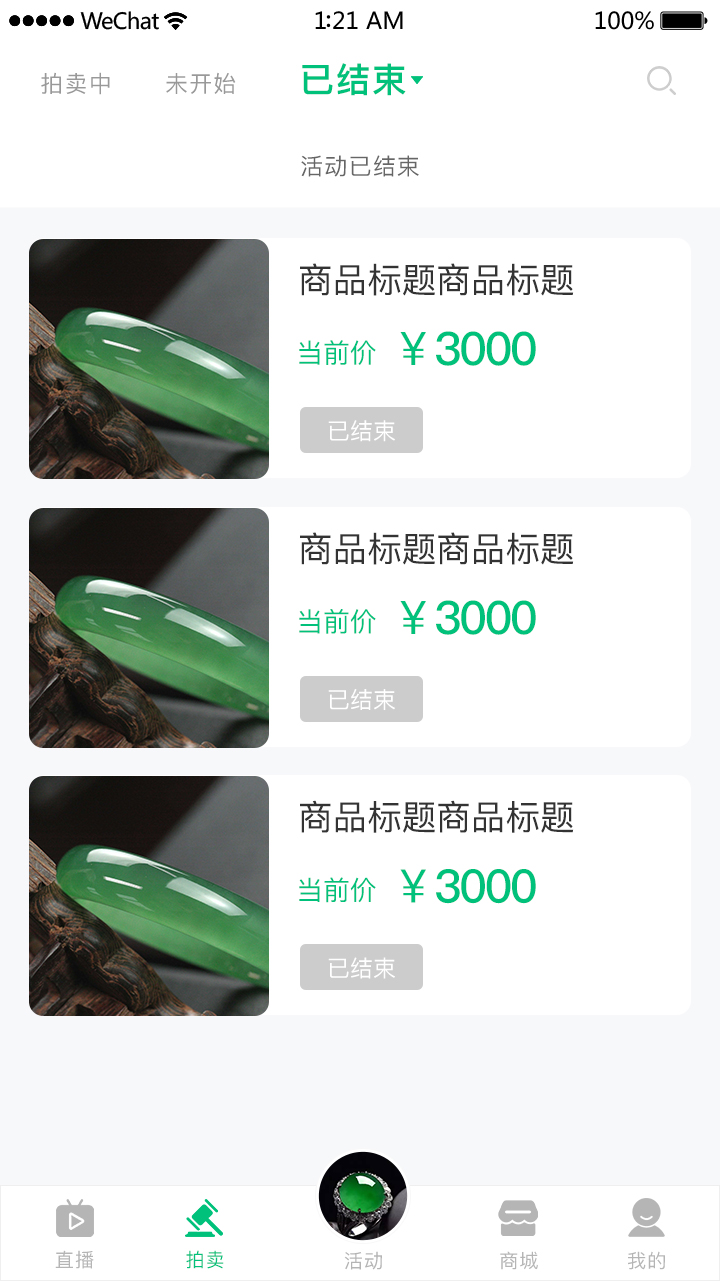 WeChat 1:21 AM 100%
拍卖中 未开始 已结束
活动已结束
商品标题商品标题
当前价 ￥3000
已结束
商品标题商品标题
当前价 ￥3000
已结束
商品标题商品标题
当前价 ￥3000
已结束
直播 拍卖 活动 商城 我的